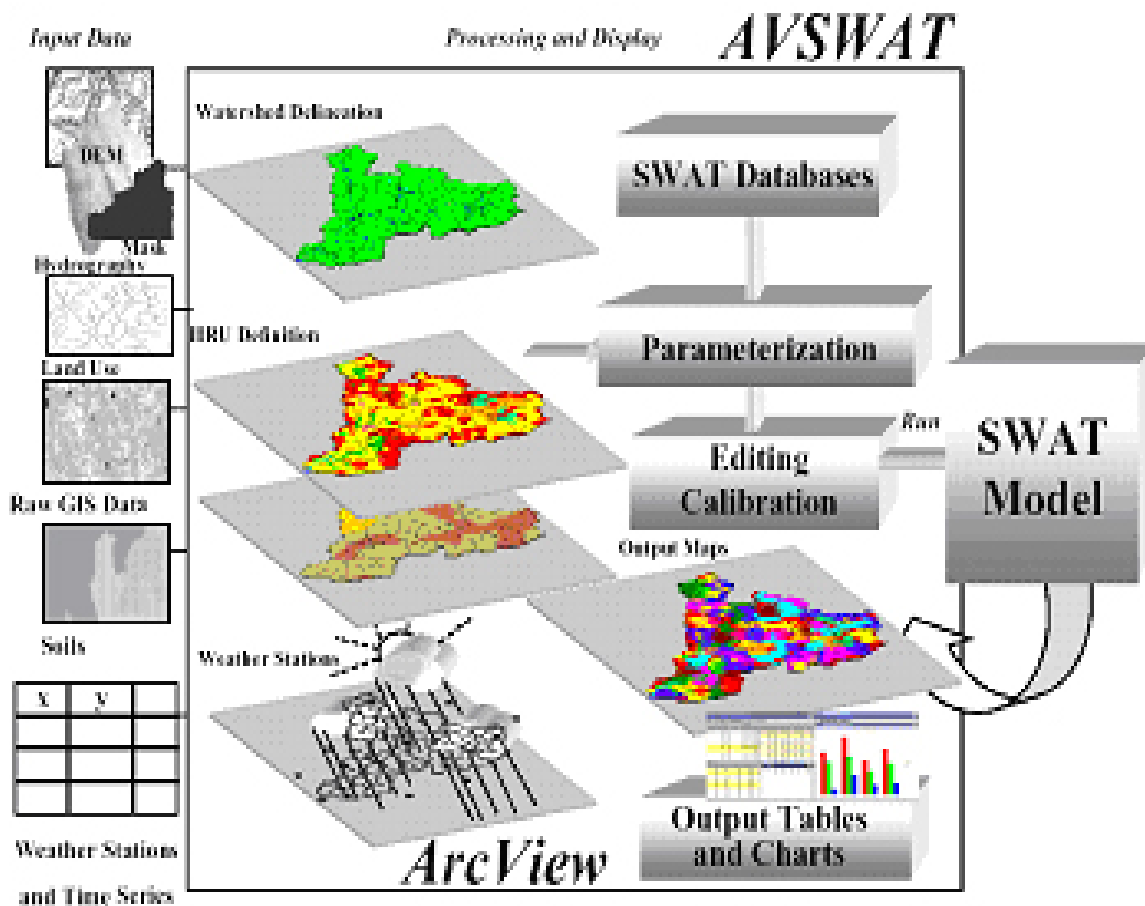 Input Data
Processing and Display
AVSWAT
Watershed Delineation
DEM
Mask
SWAT Databases
Hydrography
HRU Definition
Parameterization
Land Use
Run
SWAT
Model
Editing
Calibration
Raw GIS Data
Output Maps
Soils
Weather Stations
x y
Output Tables
and Charts
ArcView
Weather Stations
and Time Series